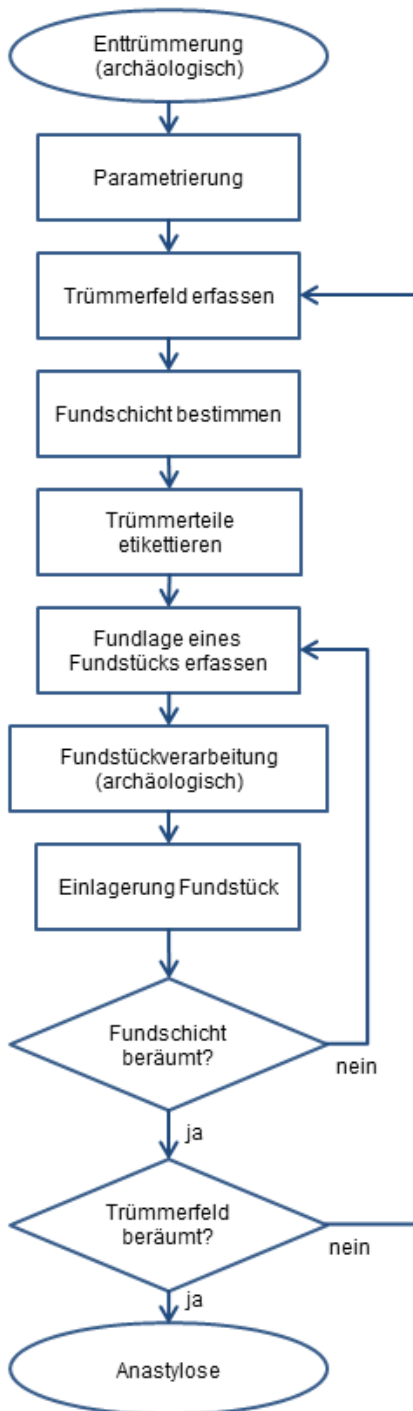 Enttrümmerung
(archäologisch)
Parametrierung
Trümmerfeld erfassen
Fundschicht bestimmen
Trümmerteile
etikettieren
Fundlage eines
Fundstücks erfassen
Fundstückverarbeitung
(archäologisch)
Einlagerung Fundstück
Fundschicht
beräumt?
nein
ja
Trümmerfeld
beräumt?
nein
ja
Anastylose